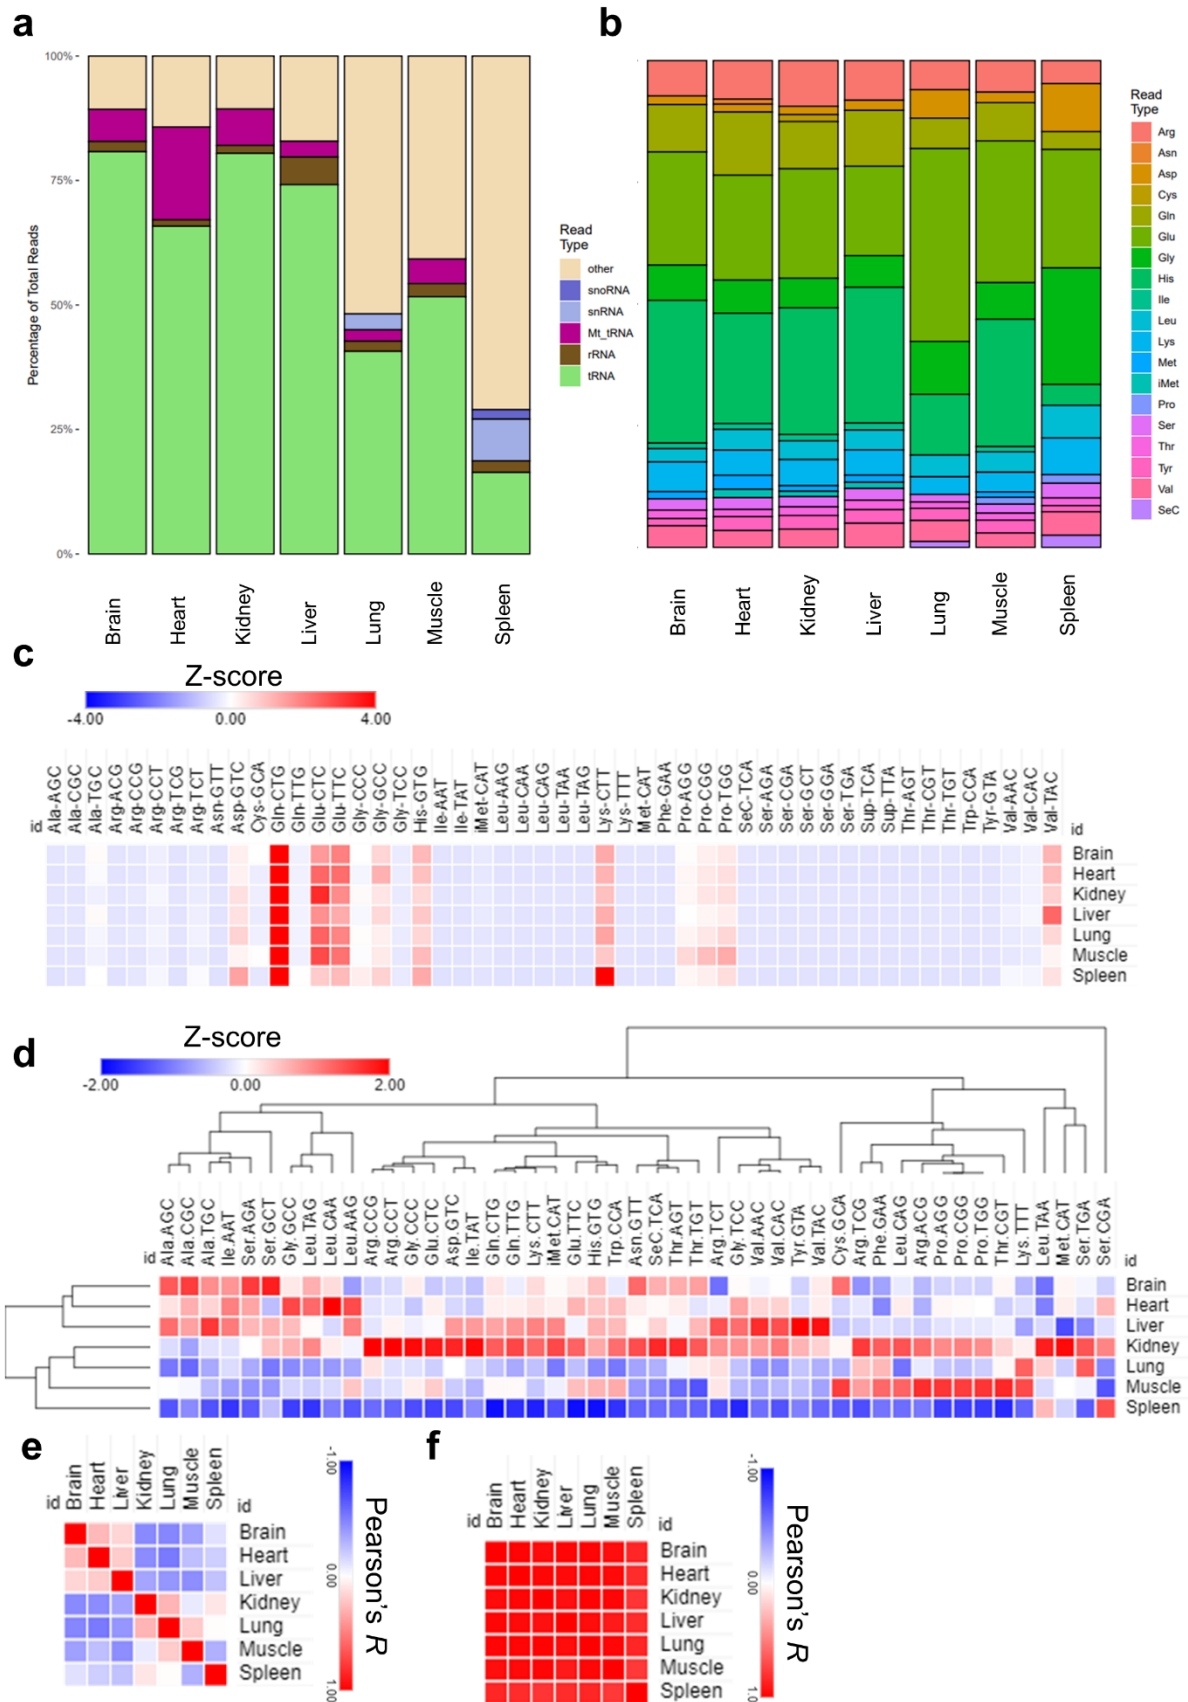 a
b
100%
75%
50%
25%
0%
Percentage of Total Reads
Read
Type
other
snoRNA
snRNA
Mt_tRNA
rRNA
tRNA
Brain
Heart
Kidney
Liver
Lung
Muscle
Spleen
Read
Type
Arg
Asn
Asp
Cys
Gln
Glu
Gly
His
Ile
Leu
Lys
Met
iMet
Pro
Ser
Thr
Tyr
Val
SeC
Brain
Heart
Kidney
Liver
Lung
Muscle
Spleen
c
Z-score
-4.00 0.00 4.00
id
Ala-AGC
Ala-CGC
Ala-TGC
Arg-ACG
Arg-CCG
Arg-CCT
Arg-TCG
Arg-TCT
Asn-GTT
Asp-GTC
Cys-GCA
Gln-CTG
Gln-TTG
Glu-CTC
Glu-TTC
Gly-CCC
Gly-GCC
Gly-TCC
His-GTG
Ile-AAT
Ile-TAT
iMet-CAT
Leu-AAG
Leu-CAA
Leu-CAG
Leu-TAA
Leu-TAG
Lys-CTT
Lys-TTT
Met-CAT
Phe-GAA
Pro-AGG
Pro-CGG
Pro-TGG
SeC-TCA
Ser-AGA
Ser-CGA
Ser-GCT
Ser-GGA
Ser-TGA
Sup-TCA
Sup-TTA
Thr-AGT
Thr-CGT
Thr-TGT
Trp-CCA
Tyr-GTA
Val-AAC
Val-CAC
Val-TAC
id
Brain
Heart
Kidney
Liver
Lung
Muscle
Spleen
d
Z-score
-2.00 0.00 2.00
id
Ala.AGC
Ala.CGC
Ala.TGC
Ile.AAT
Ser.AGA
Ser.GCT
Gly.GCC
Leu.TAG
Leu.CAA
Leu.AAG
Arg.CCG
Arg.CCT
Gly.CCC
Glu.CTC
Asp.GTC
Ile.TAT
Gln.CTG
Gln.TTG
Lys.CTT
iMet.CAT
Glu.TTC
His.GTG
Trp.CCA
Asn.GTT
SeC.TCA
Thr.AGT
Thr.TGT
Arg.TCT
Gly.TCC
Val.AAC
Val.CAC
Tyr.GTA
Val.TAC
Cys.GCA
Arg.TCG
Phe.GAA
Leu.CAG
Arg.ACG
Pro.AGG
Pro.CGG
Pro.TGG
Thr.CGT
Lys.TTT
Leu.TAA
Met.CAT
Ser.TGA
Ser.CGA
id
Brain
Heart
Liver
Kidney
Lung
Muscle
Spleen
e
id
Brain
Heart
Liver
Kidney
Lung
Muscle
Spleen
id
Brain
Heart
Liver
Kidney
Lung
Muscle
Spleen
-1.00
0.00
1.00
Pearson's R
f
id
Brain
Heart
Kidney
Liver
Lung
Muscle
Spleen
id
Brain
Heart
Kidney
Liver
Lung
Muscle
Spleen
-1.00
0.00
Pearson's R